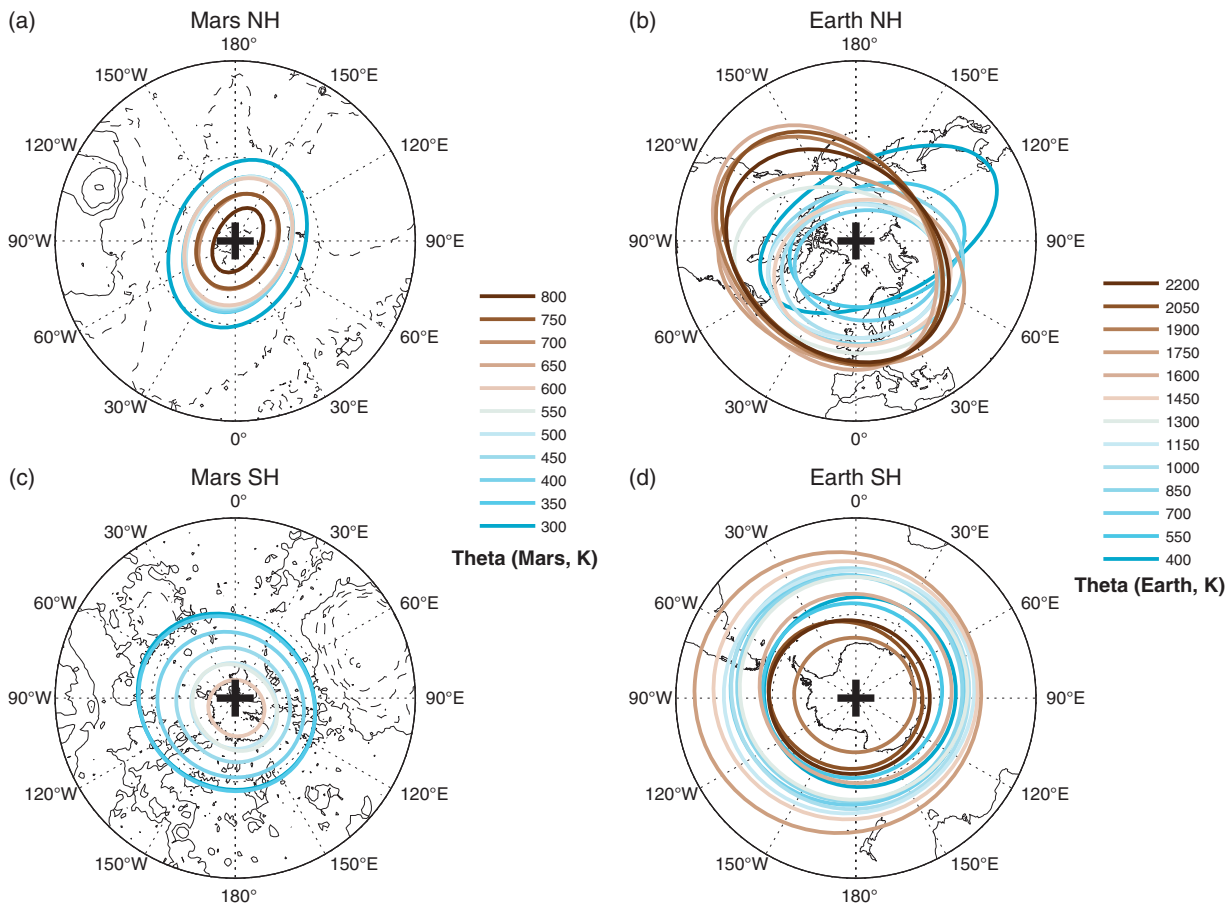 (a)
Mars NH
180°
150°W
150°E
120°W
120°E
90°W
90°E
60°W
60°E
30°W
30°E
0°
(b)
Earth NH
180°
150°W
150°E
120°W
120°E
90°W
90°E
60°W
60°E
30°W
30°E
0°
800
750
700
650
600
550
500
450
400
350
300
Theta (Mars, K)
2200
2050
1900
1750
1600
1450
1300
1150
1000
850
700
550
400
Theta (Earth, K)
(c)
Mars SH
0°
30°W
30°E
60°W
60°E
90°W
90°E
120°W
120°E
150°W
150°E
180°
(d)
Earth SH
0°
30°W
30°E
60°W
60°E
90°W
90°E
120°W
120°E
150°W
150°E
180°